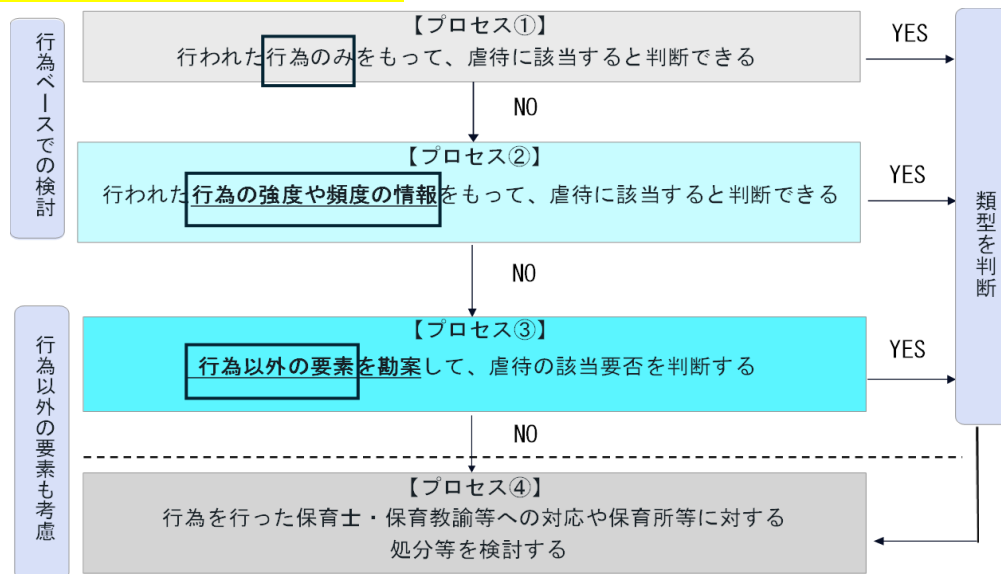 行為ベースでの検討
【プロセス①】
行われた行為のみをもって、虐待に該当すると判断できる
YES
NO
【プロセス②】
行われた行為の強度や頻度の情報をもって、虐待に該当すると判断できる
YES
類型を判断
NO
行為以外の要素も考慮
【プロセス③】
行為以外の要素を勘案して、虐待の該当要否を判断する
YES
NO
【プロセス④】
行為を行った保育士・保育教諭等への対応や保育所等に対する
処分等を検討する